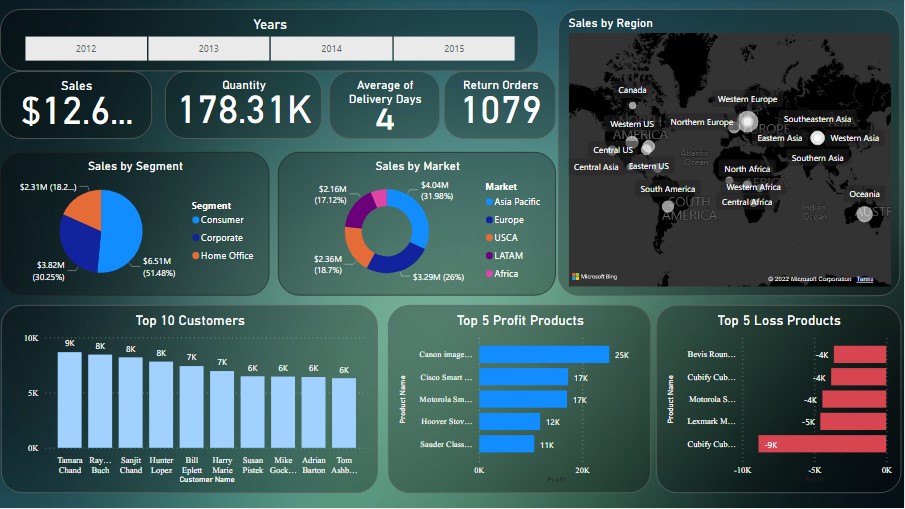 Years
2012
2013
2014
2015
Sales
$12.6...
Quantity
178.31K
Average of
Delivery Days
4
Return Orders
1079
Sales by Region
Canada
Western Europe
Western US
Northern Europe
Southeastern Asia
AMERICA
Eastern Asia
Western Asia
Central US
Atlantic
Ocean
Southern Asia
Central Asia
Eastern US
North Africa
South America
Western Africa
Central Africa
Oceania
SOUTH
AMERICA
Indian
Ocean
Microsoft Bing
© 2022 Microsoft Corporation
Terms
Sales by Segment
$2.31M (18.2...)
$3.82M
(30.25%)
$6.51M
(51.48%)
Segment
Consumer
Corporate
Home Office
Sales by Market
$2.16M
(17.12%)
$4.04M
(31.98%)
$2.36M
(18.7%)
$3.29M (26%)
Market
Asia Pacific
Europe
USCA
LATAM
Africa
Top 10 Customers
10K
5K
0K
9K
8K
8K
8K
7K
7K
6K
6K
6K
6K
Tamara
Chand
Ray...
Buch
Sanjit
Chand
Hunter
Lopez
Bill
Eplett
Harry
Marie
Susan
Pistek
Mike
Gock...
Adrian
Barton
Tom
Ashb...
Customer Name
Top 5 Profit Products
Product Name
Canon image...
25K
Cisco Smart ...
17K
Motorola Sm...
17K
Hoover Stov...
12K
Sauder Class...
11K
0K
20K
Profit
Top 5 Loss Products
Product Name
Bevis Roun...
-4K
Cubify Cub...
-4K
Motorola S...
-4K
Lexmark M...
-5K
Cubify Cub...
-9K
-10K
-5K
0K
Profit